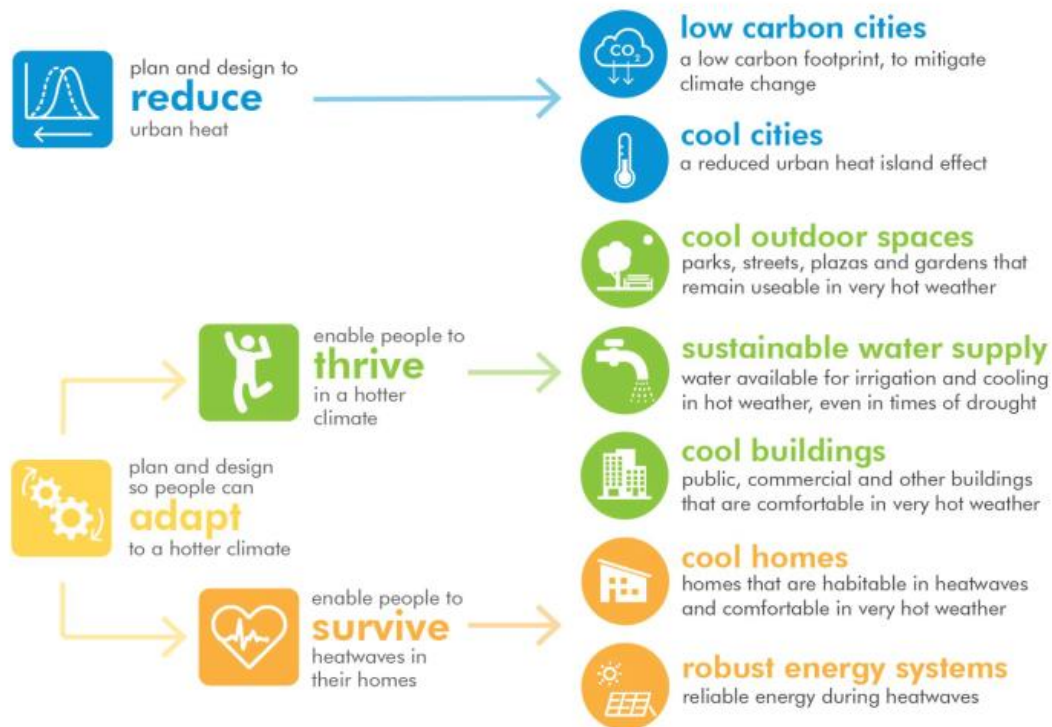 plan and design to
reduce
urban heat
low carbon cities
CO2
a low carbon footprint, to mitigate
climate change
cool cities
a reduced urban heat island effect
cool outdoor spaces
parks, streets, plazas and gardens that
remain useable in very hot weather
enable people to
thrive
in a hotter
climate
sustainable water supply
water available for irrigation and cooling
in hot weather, even in times of drought
plan and design
so people can
adapt
to a hotter climate
cool buildings
public, commercial and other buildings
that are comfortable in very hot weather
enable people to
survive
heatwaves in
their homes
cool homes
homes that are habitable in heatwaves
and comfortable in very hot weather
robust energy systems
reliable energy during heatwaves